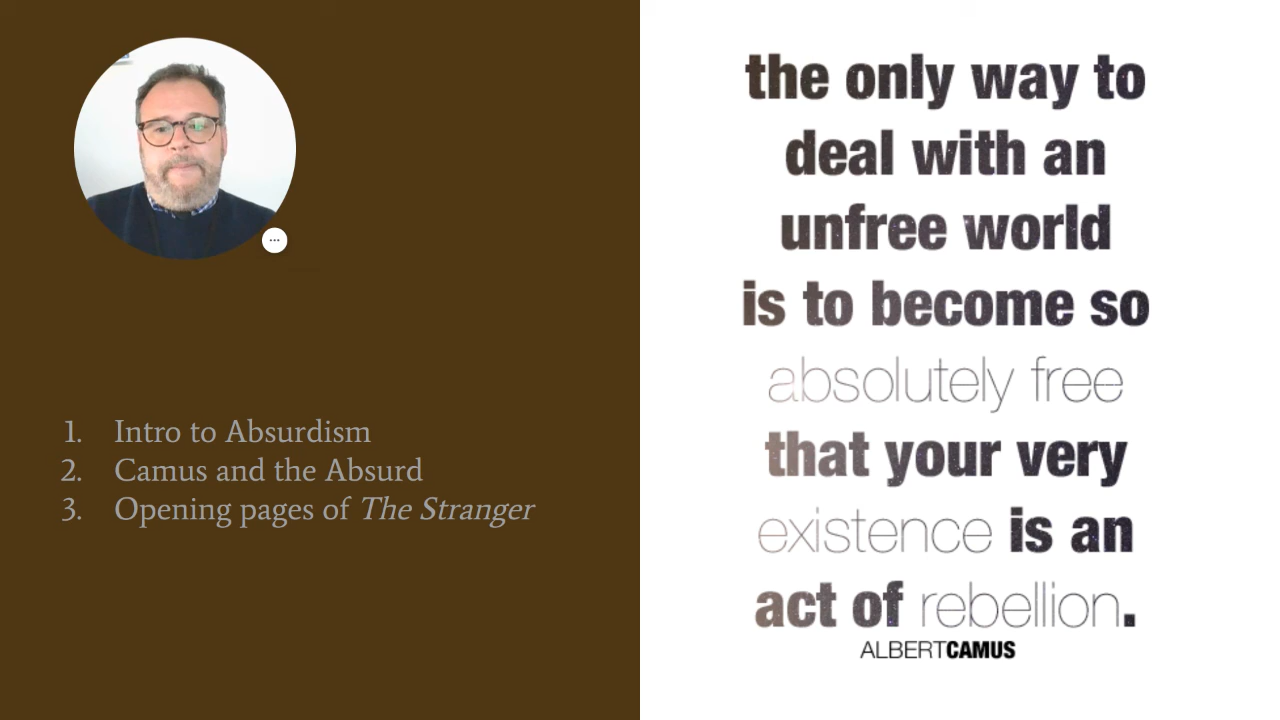 1. Intro to Absurdism
2. Camus and the Absurd
3. Opening pages of The Stranger
the only way to
deal with an
unfree world
is to become so
absolutely free
that your very
existence is an
act of rebellion.
ALBERTCAMUS